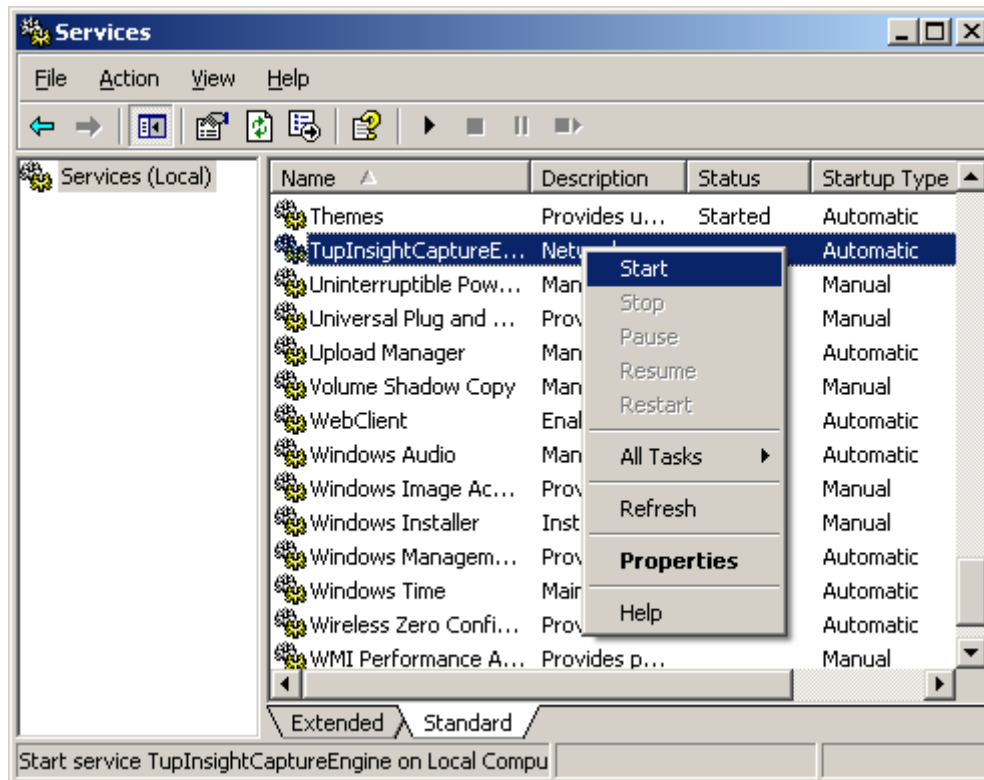 Services
File Action View Help
Services (Local)
Name Description Status Startup Type
Themes Provides u... Started Automatic
TupInsightCaptureE... Automatic
Uninterruptible Pow... Man Manual
Universal Plug and ... Prov Manual
Upload Manager Man Automatic
Volume Shadow Copy Man Manual
WebClient Enal Automatic
Windows Audio Man Automatic
Windows Image Ac... Prov Manual
Windows Installer Inst Manual
Windows Managem... Prov Automatic
Windows Time Mair Automatic
Wireless Zero Confi... Prov Automatic
WMI Performance A... Provides p... Manual
Start
Stop
Pause
Resume
Restart
All Tasks
Refresh
Properties
Help
Extended Standard
Start service TupInsightCaptureEngine on Local Compu